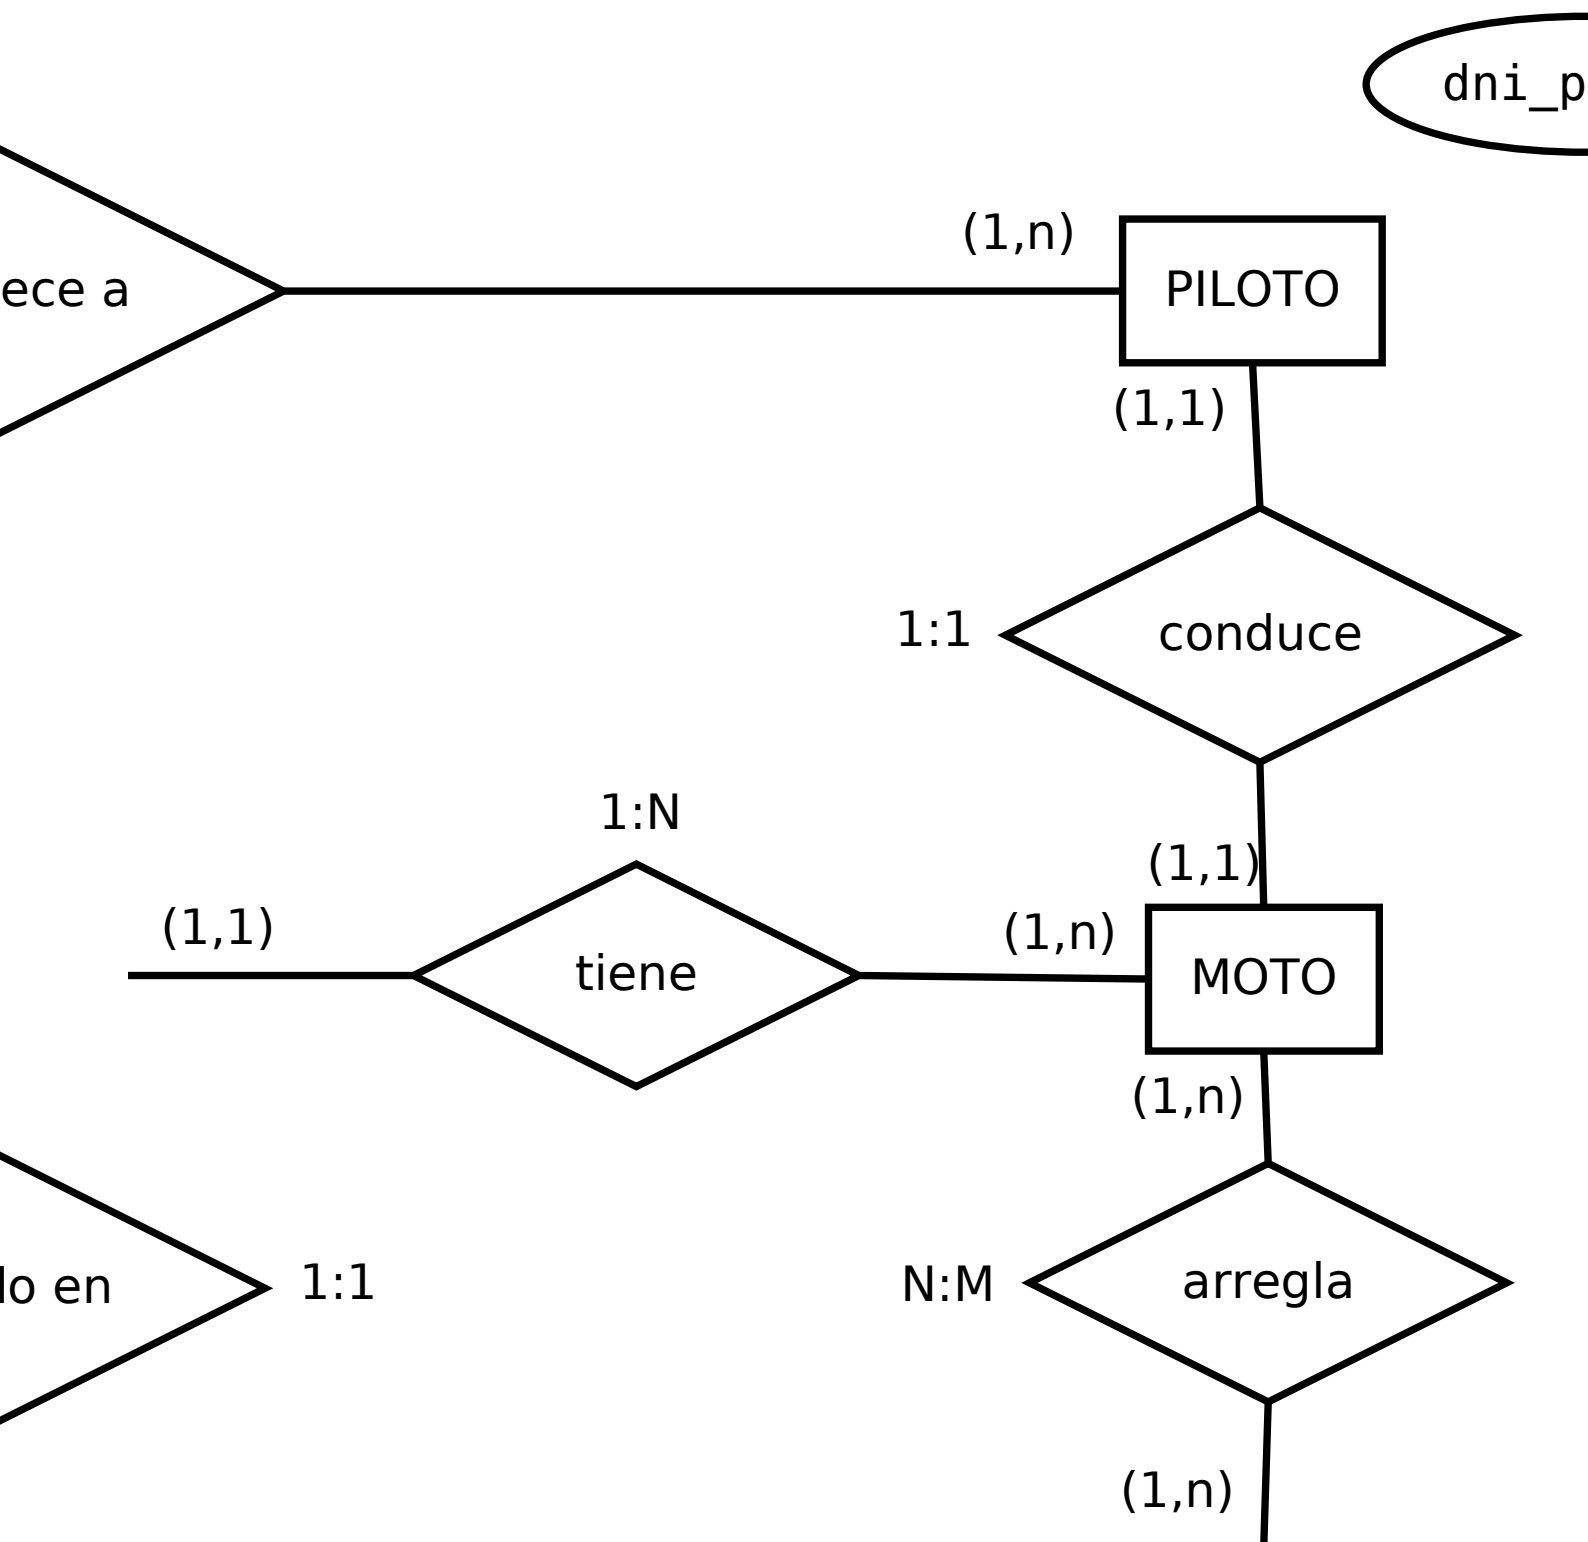 dni_p
(1,n)
PILOTO
ece a
(1,1)
conduce
1:1
1:N
(1,1)
(1,1)
(1,n)
tiene
MOTO
(1,n)
1:1
lo en
N:M
arregla
(1,n)